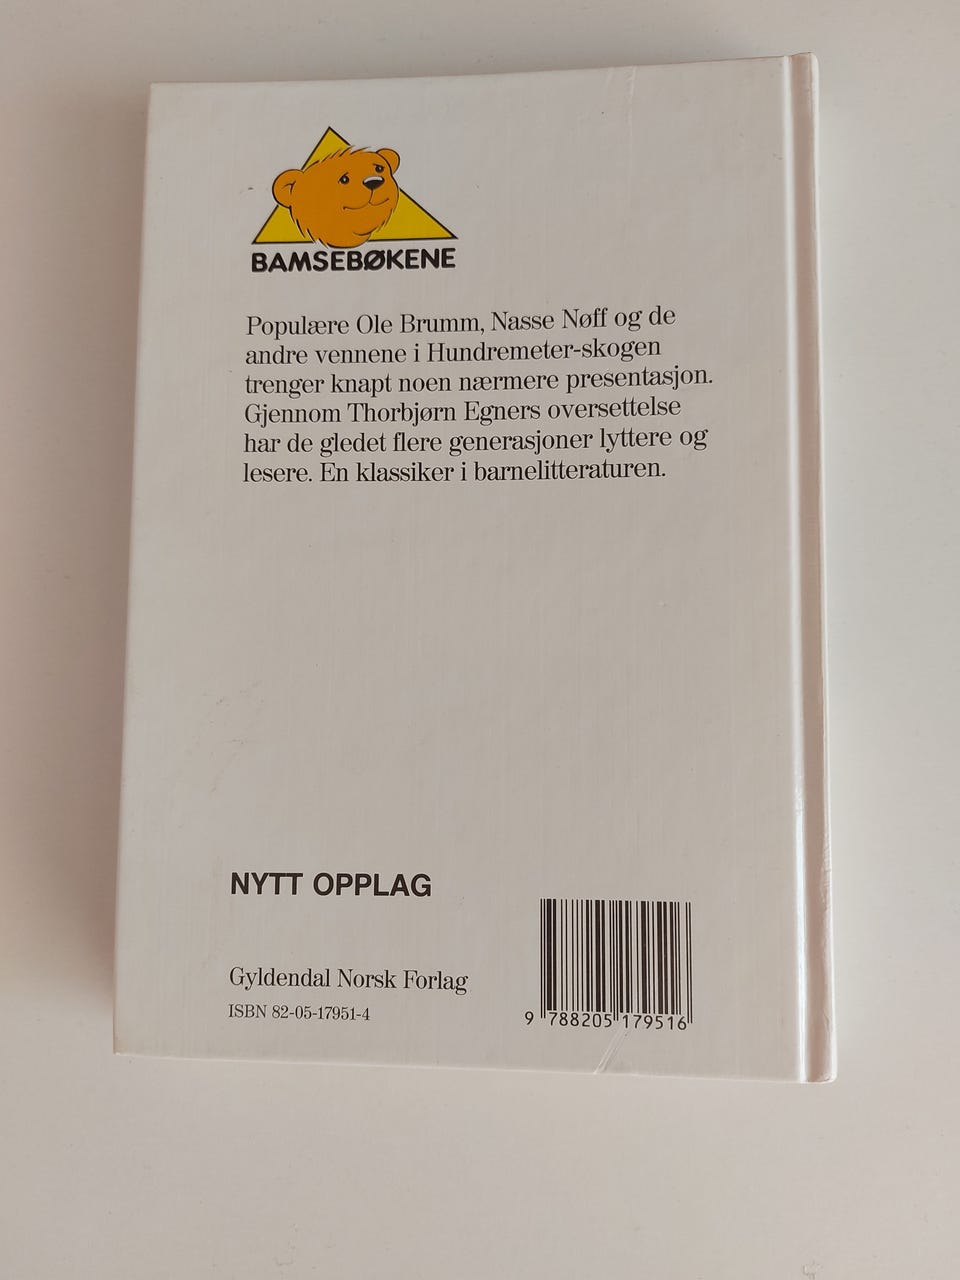 BAMSEBØKENE
Populære Ole Brumm, Nasse Nøff og de
andre vennene i Hundremeter-skogen
trenger knapt noen nærmere presentasjon.
Gjennom Thorbjørn Egners oversettelse
har de gledet flere generasjoner lyttere og
lesere. En klassiker i barnelitteraturen.
NYTT OPPLAG
Gyldendal Norsk Forlag
ISBN 82-05-17951-4
9 788205 179516